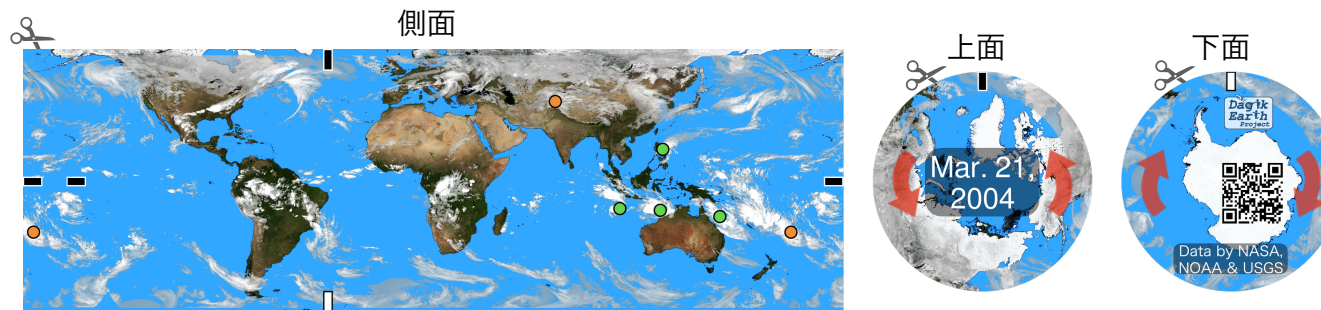 側面
上面
下面
Mar. 21,
2004
Dagik
Earth
Project
Data by NASA,
NOAA & USGS